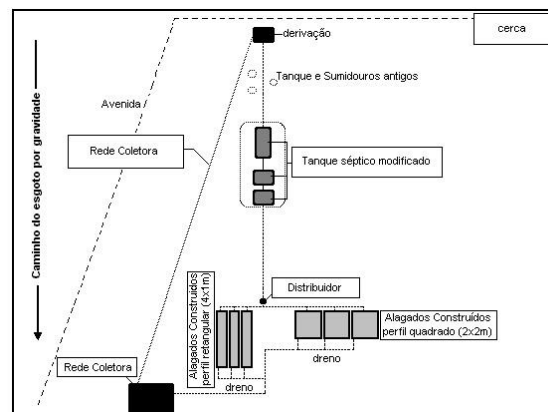 derivação
cerca
Tanque e Sumidouros antigos
Avenida
Rede Coletora
Tanque séptico modificado
Caminho do esgoto por gravidade
Distribuidor
Alagados Construidos
perfil retangular (4x1m)
Alagados Construídos
perfil quadrado (2x2m)
dreno
Rede Coletora
dreno